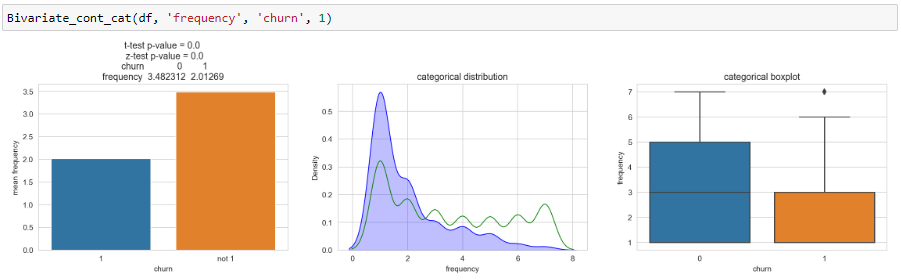 Bivariate_cont_cat(df, 'frequency', 'churn', 1)
t-test p-value = 0.0
z-test p-value = 0.0
churn 0 1
frequency 3.482312 2.01269
3.5
3.0
2.5
2.0
1.5
1.0
0.5
0.0
mean frequency
1 not 1
churn
categorical distribution
0.5
0.4
0.3
0.2
0.1
0.0
Density
0 2 4 6 8
frequency
categorical boxplot
7
6
5
4
3
2
1
frequency
0 1
churn